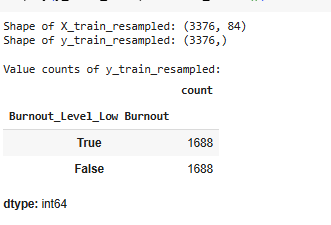 Shape of X_train_resampled: (3376, 84)
Shape of y_train_resampled: (3376,)
Value counts of y_train_resampled:
count
Burnout_Level_Low Burnout
True 1688
False 1688
dtype: int64